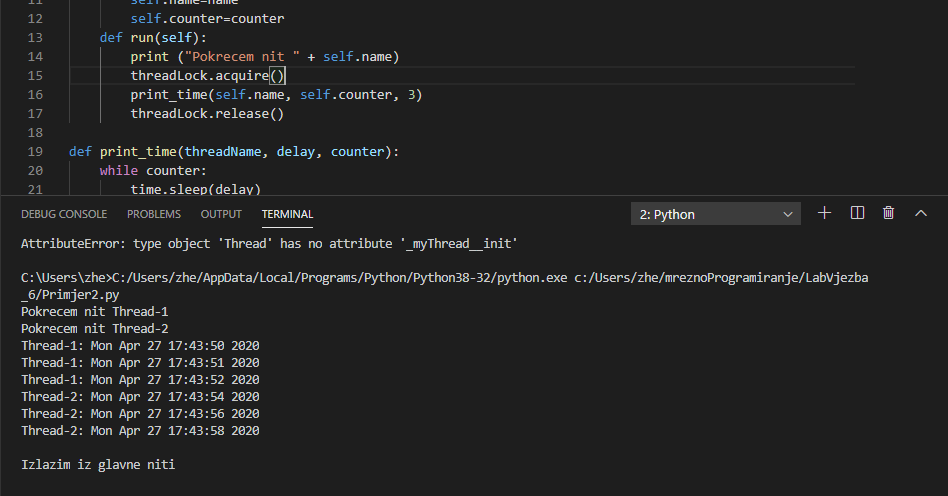 11 self.name=name
12 self.counter=counter
13 def run(self):
14 print ("Pokrecem nit " + self.name)
15 threadLock.acquire()
16 print_time(self.name, self.counter, 3)
17 threadLock.release()
18
19 def print_time(threadName, delay, counter):
20 while counter:
21 time.sleep(delay)
DEBUG CONSOLE PROBLEMS OUTPUT TERMINAL 2: Python
AttributeError: type object 'Thread' has no attribute '_myThread__init'
C:\Users\zhe>C:/Users/zhe/AppData/Local/Programs/Python/Python38-32/python.exe c:/Users/zhe/mreznoProgramiranje/LabVjezba
_6/Primjer2.py
Pokrecem nit Thread-1
Pokrecem nit Thread-2
Thread-1: Mon Apr 27 17:43:50 2020
Thread-1: Mon Apr 27 17:43:51 2020
Thread-1: Mon Apr 27 17:43:52 2020
Thread-2: Mon Apr 27 17:43:54 2020
Thread-2: Mon Apr 27 17:43:56 2020
Thread-2: Mon Apr 27 17:43:58 2020
Izlazim iz glavne niti